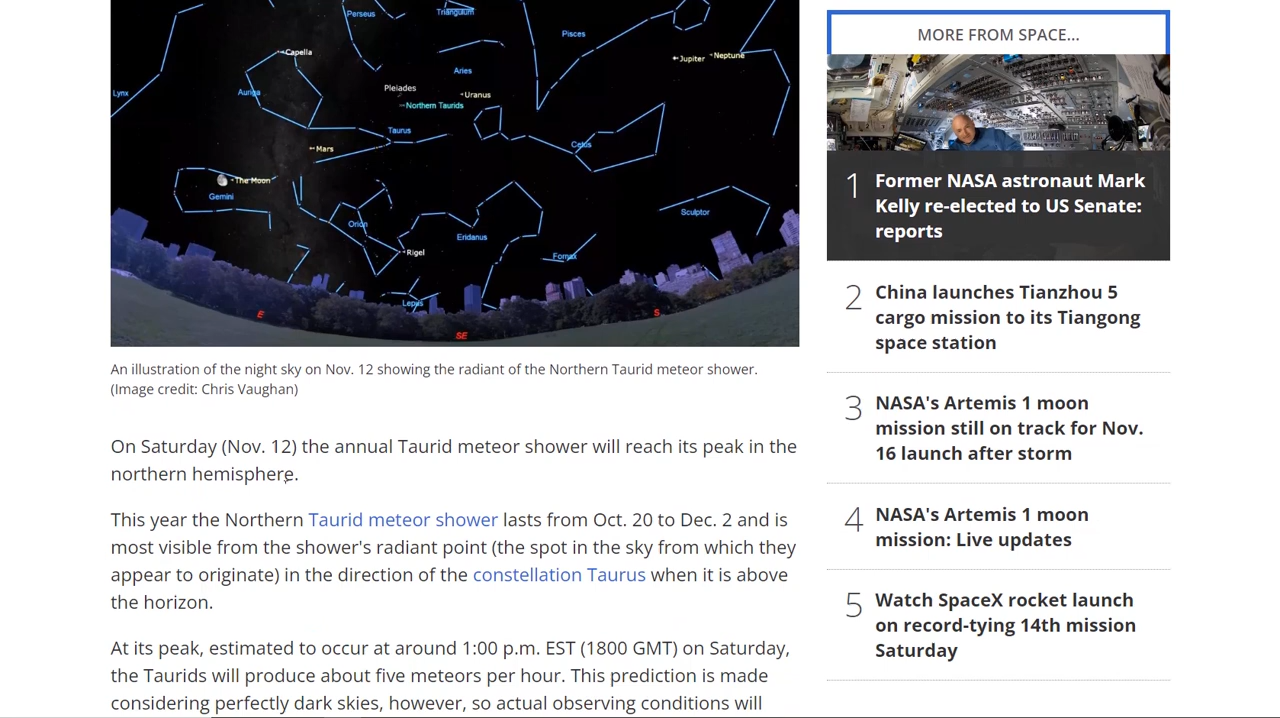 Perseus
Triangulum
Pisces
Capella
Jupiter
Neptune
Aries
Lynx
Auriga
Pleiades
Uranus
Northern Taurids
Taurus
Mars
Cetus
The Moon
Gemini
Orion
Eridanus
Sculptor
Rigel
Fornax
Lepus
E
S
SE
An illustration of the night sky on Nov. 12 showing the radiant of the Northern Taurid meteor shower.
(Image credit: Chris Vaughan)
On Saturday (Nov. 12) the annual Taurid meteor shower will reach its peak in the
northern hemisphere.
This year the Northern Taurid meteor shower lasts from Oct. 20 to Dec. 2 and is
most visible from the shower's radiant point (the spot in the sky from which they
appear to originate) in the direction of the constellation Taurus when it is above
the horizon.
At its peak, estimated to occur at around 1:00 p.m. EST (1800 GMT) on Saturday,
the Taurids will produce about five meteors per hour. This prediction is made
considering perfectly dark skies, however, so actual observing conditions will
MORE FROM SPACE...
1
Former NASA astronaut Mark
Kelly re-elected to US Senate:
reports
2
China launches Tianzhou 5
cargo mission to its Tiangong
space station
3
NASA's Artemis 1 moon
mission still on track for Nov.
16 launch after storm
4
NASA's Artemis 1 moon
mission: Live updates
5
Watch SpaceX rocket launch
on record-tying 14th mission
Saturday